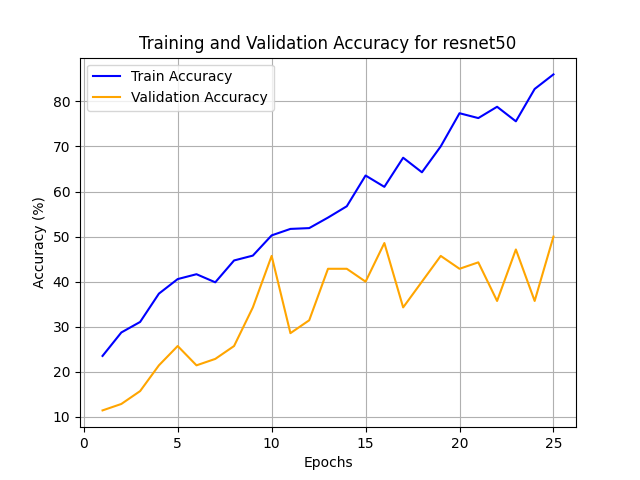 Training and Validation Accuracy for resnet50
Train Accuracy
Validation Accuracy
Accuracy (%)
80
70
60
50
40
30
20
10
0
5
10
15
20
25
Epochs